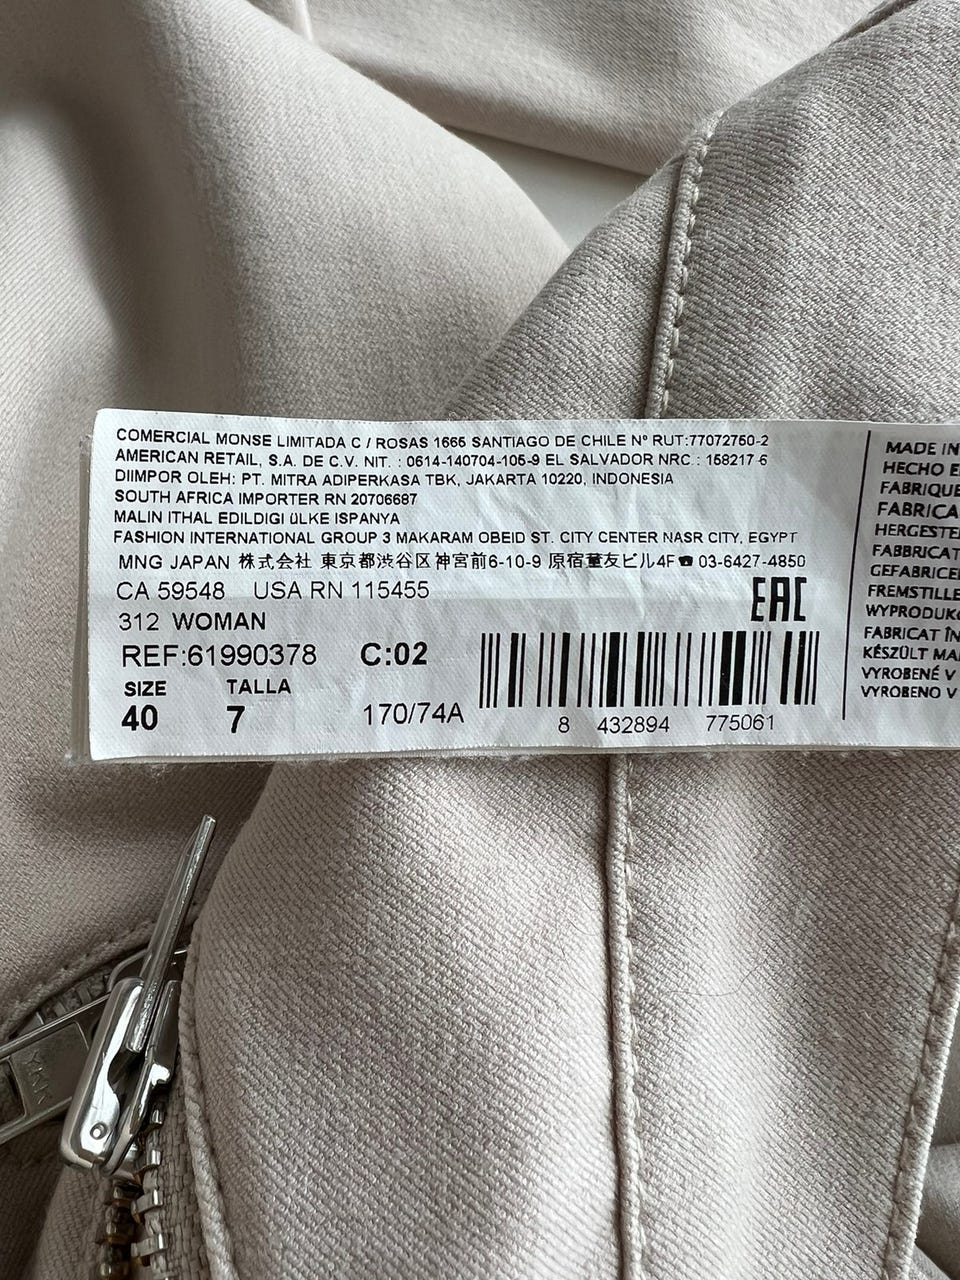 COMERCIAL MONSE LIMITADA C / ROSAS 1665 SANTIAGO DE CHILE Nº RUT:77072750-2
AMERICAN RETAIL, S.A. DE C.V. NIT. : 0614-140704-105-9 EL SALVADOR NRC : 158217 6
DIIMPOR OLEH: PT. MITRA ADIPERKASA TBK, JAKARTA 10220, INDONESIA
SOUTH AFRICA IMPORTER RN 20706687
MALIN ITHAL EDILDIGI üLKE ISPANYA
FASHION INTERNATIONAL GROUP 3 MAKARAM OBEID ST. CITY CENTER NASR CITY, EGYPT
MNG JAPAN 株式会社 東京都渋谷区神宮前6-10-9 原宿董友ビル4F☎ 03-6427-4850
CA 59548 USA RN 115455
EAC
312 WOMAN
REF:61990378 C:02
SIZE TALLA
40 7 170/74A
8 432894 775061
MADE IN
HECHO E
FABRIQUE
FABRICA
HERGESTE
FABBRICAT
GEFABRICE
FREMSTILLE
WYPRODUK
FABRICAT ÎN
KÉSZÜLT MA
VYROBENÉ V
VYROBENO V
YKK